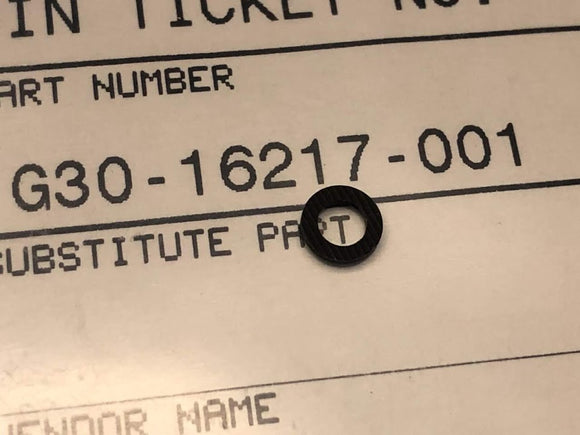 IN TICKET NO.
ART NUMBER
G30-16217-001
SUBSTITUTE PART
VENDOR NAME